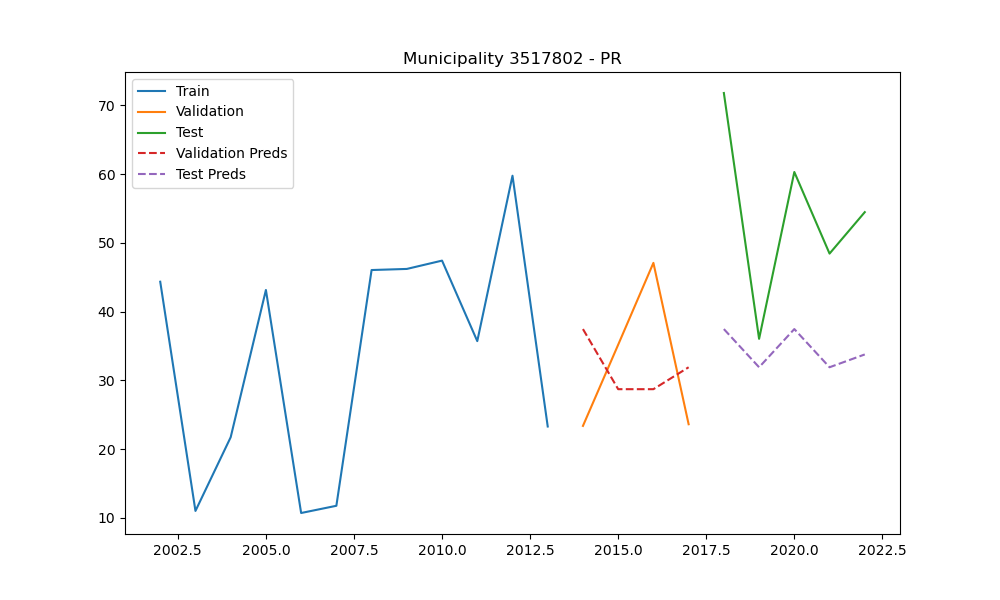 Municipality 3517802 - PR
Train
Validation
Test
Validation Preds
Test Preds
70
60
50
40
30
20
10
2002.5 2005.0 2007.5 2010.0 2012.5 2015.0 2017.5 2020.0 2022.5